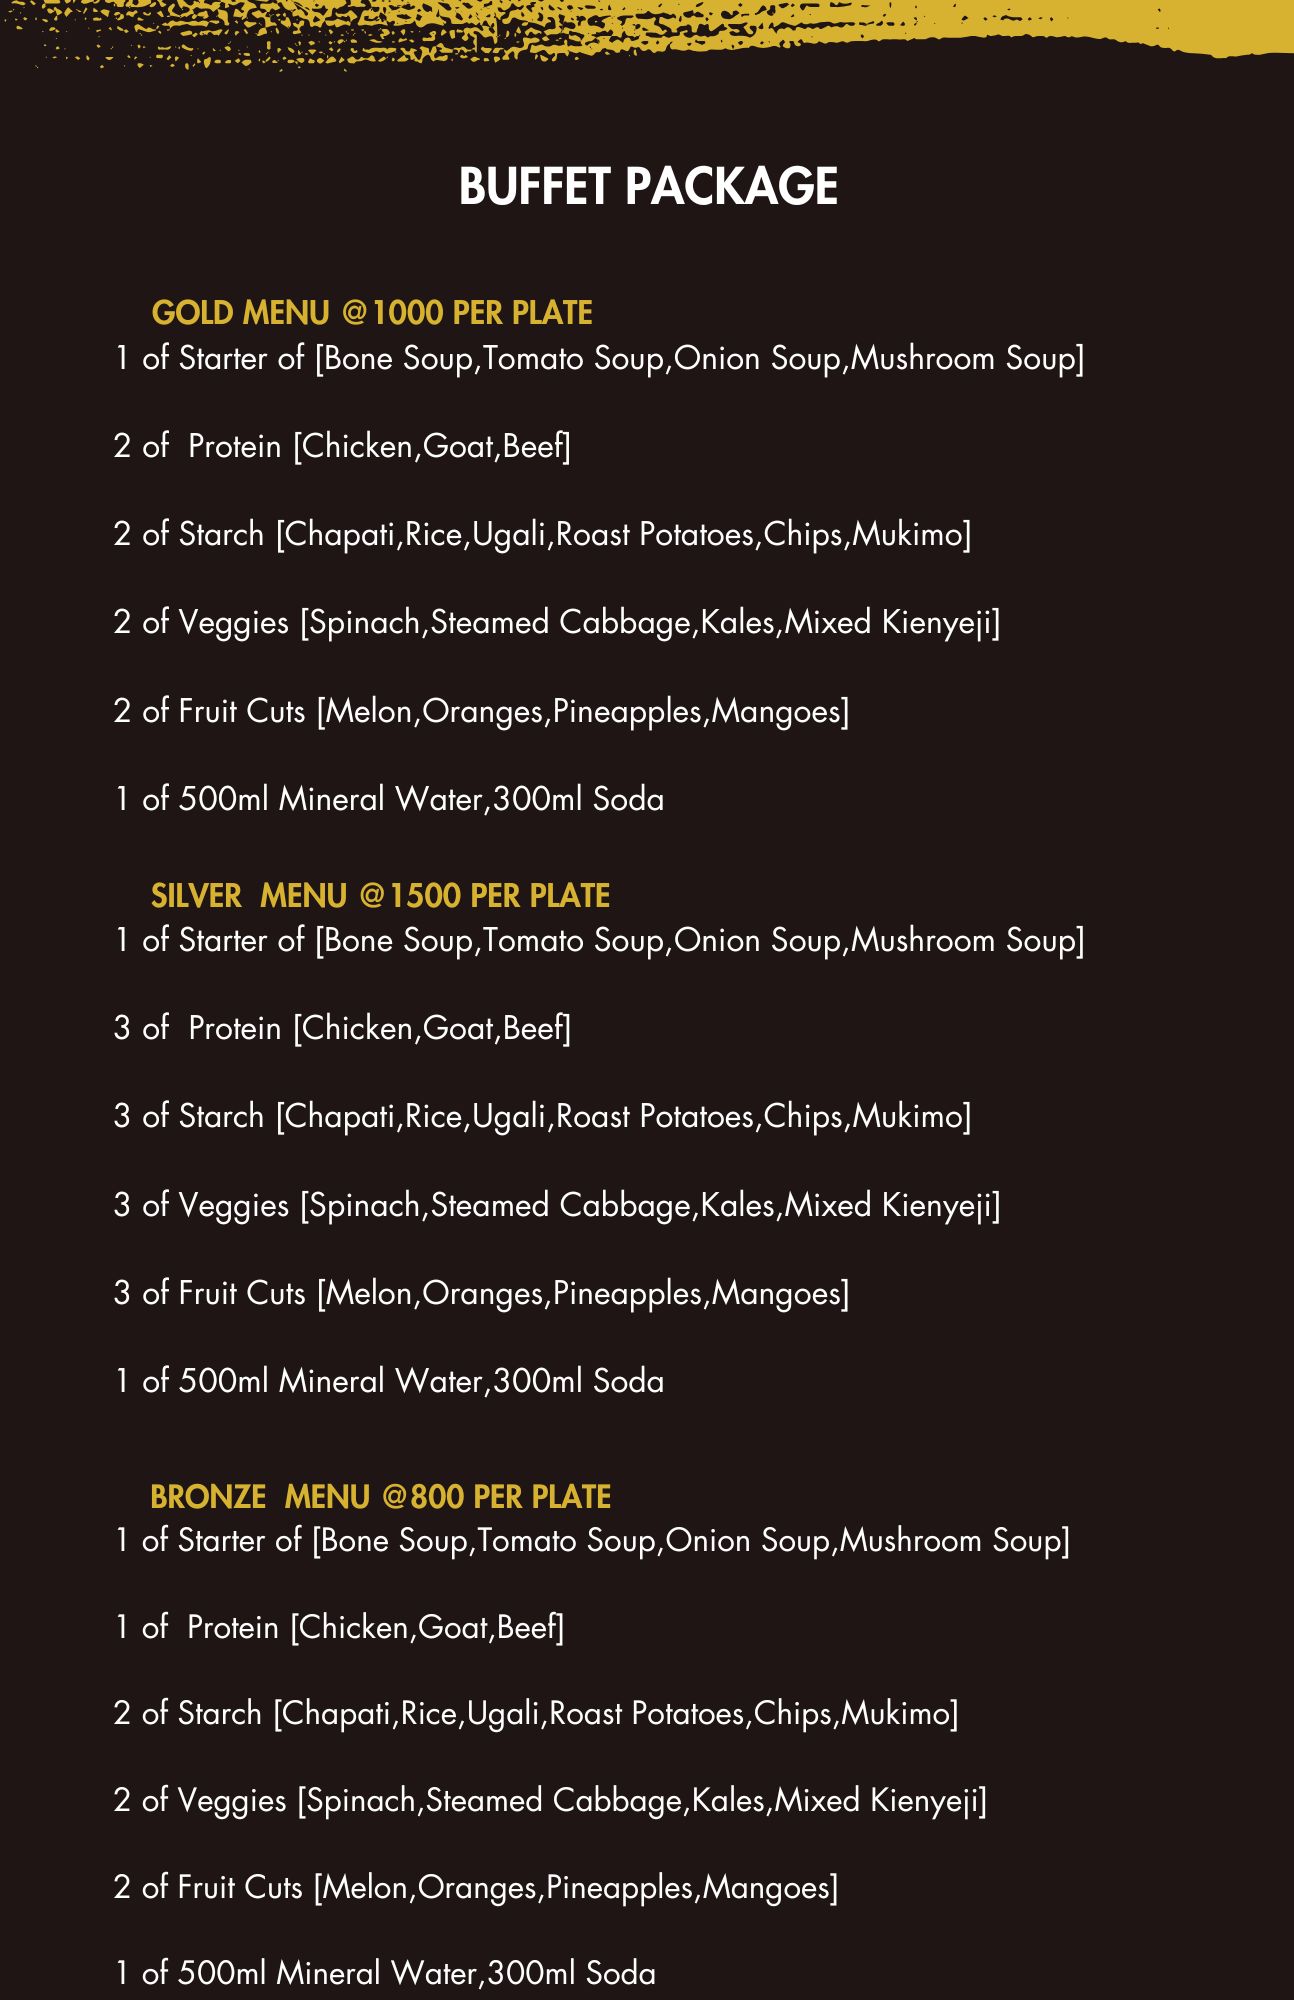 BUFFET PACKAGE
GOLD MENU @1000 PER PLATE
1 of Starter of [Bone Soup,Tomato Soup,Onion Soup,Mushroom Soup]
2 of  Protein [Chicken,Goat,Beef]
2 of Starch [Chapati,Rice,Ugali,Roast Potatoes,Chips,Mukimo]
2 of Veggies [Spinach,Steamed Cabbage,Kales,Mixed Kienyeji]
2 of Fruit Cuts [Melon,Oranges,Pineapples,Mangoes]
1 of 500ml Mineral Water,300ml Soda
SILVER  MENU @1500 PER PLATE
1 of Starter of [Bone Soup,Tomato Soup,Onion Soup,Mushroom Soup]
3 of  Protein [Chicken,Goat,Beef]
3 of Starch [Chapati,Rice,Ugali,Roast Potatoes,Chips,Mukimo]
3 of Veggies [Spinach,Steamed Cabbage,Kales,Mixed Kienyeji]
3 of Fruit Cuts [Melon,Oranges,Pineapples,Mangoes]
1 of 500ml Mineral Water,300ml Soda
BRONZE  MENU @800 PER PLATE
1 of Starter of [Bone Soup,Tomato Soup,Onion Soup,Mushroom Soup]
1 of  Protein [Chicken,Goat,Beef]
2 of Starch [Chapati,Rice,Ugali,Roast Potatoes,Chips,Mukimo]
2 of Veggies [Spinach,Steamed Cabbage,Kales,Mixed Kienyeji]
2 of Fruit Cuts [Melon,Oranges,Pineapples,Mangoes]
1 of 500ml Mineral Water,300ml Soda